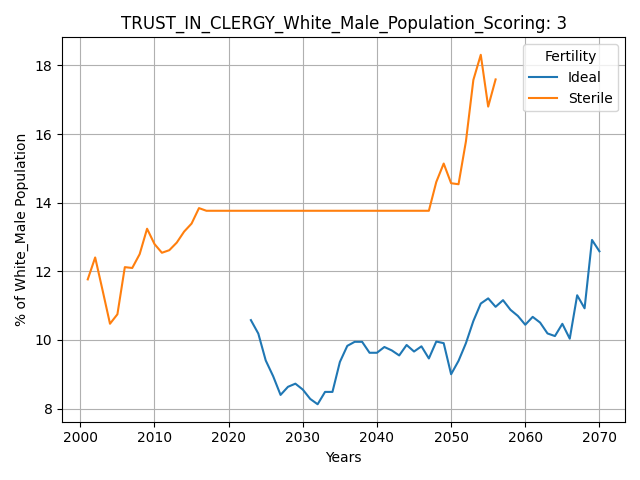 TRUST_IN_CLERGY_White_Male_Population_Scoring: 3
Fertility
Ideal
Sterile
% of White_Male Population
18
16
14
12
10
8
2000 2010 2020 2030 2040 2050 2060 2070
Years